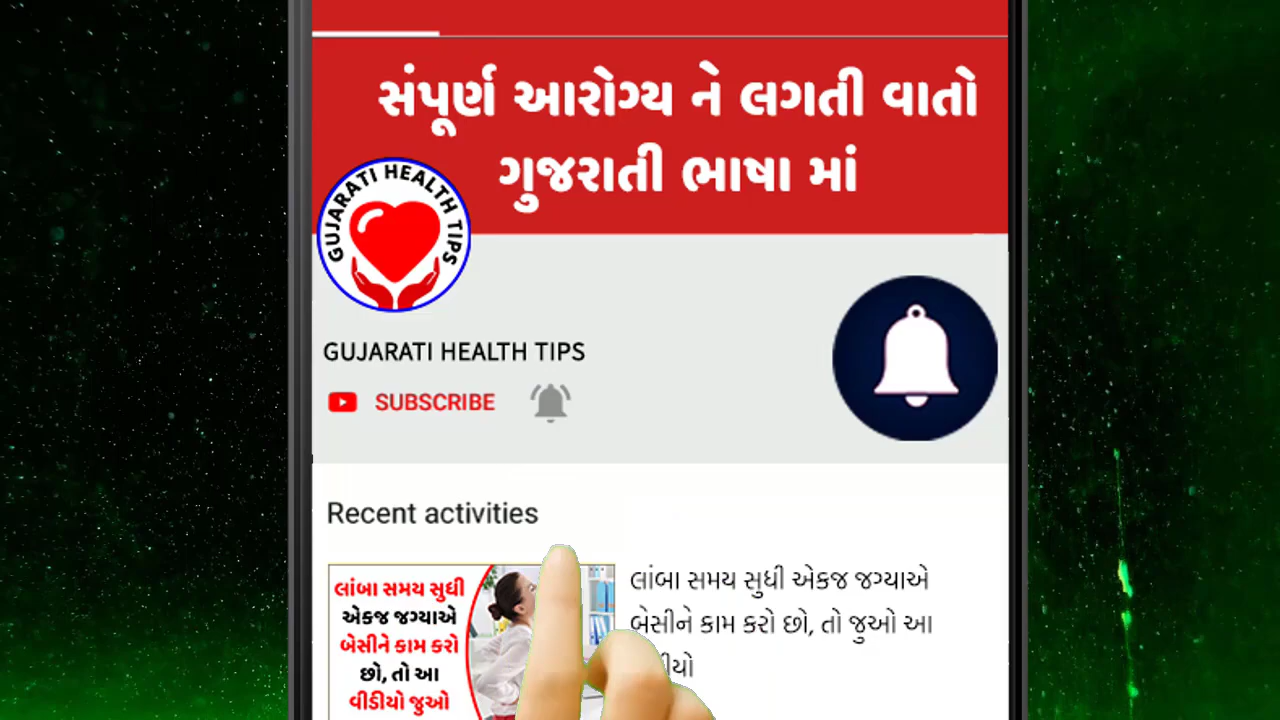 સંપૂર્ણ આરોગ્ય ને લગતી વાતો
ગુજરાતી ભાષા માં
GUJARATI HEALTH TIPS
GUJARATI HEALTH TIPS
SUBSCRIBE
Recent activities
લાંબા સમય સુધી
એકજ જગ્યાએ
બેસીને કામ કરો
છો, તો આ
વીડીયો જુઓ
લાંબા સમય સુધી એકજ જગ્યાએ
બેસીને કામ કરો છો, તો જુઓ આ